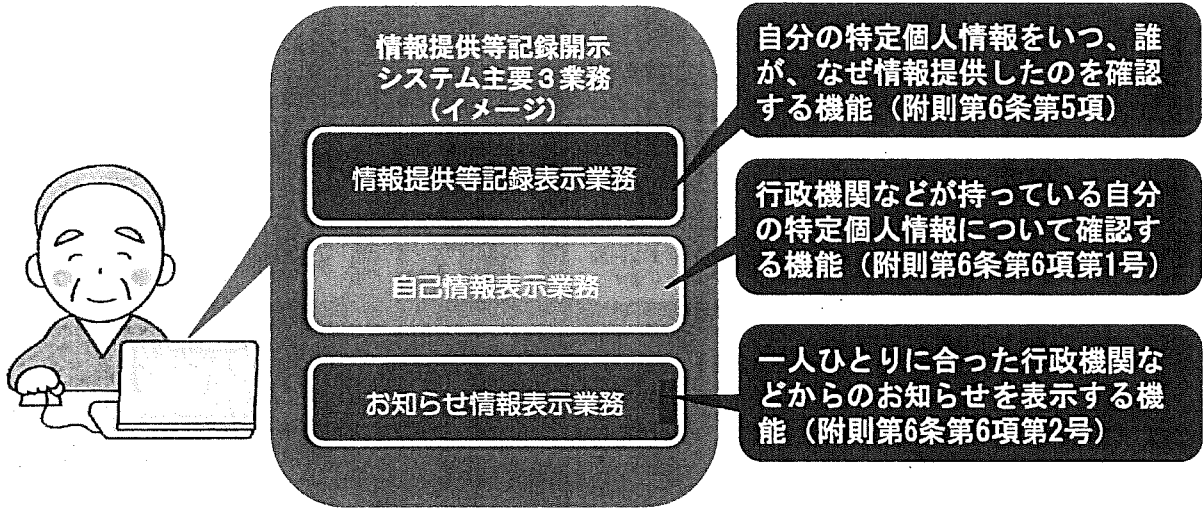 情報提供等記録開示
システム主要3業務
(イメージ)
情報提供等記録表示業務
自己情報表示業務
お知らせ情報表示業務
自分の特定個人情報をいつ、誰
が、なぜ情報提供したのを確認
する機能(附則第6条第5項)
行政機関などが持っている自分
の特定個人情報について確認す
る機能(附則第6条第6項第1号)
一人ひとりに合った行政機関な
どからのお知らせを表示する機
能(附則第6条第6項第2号)